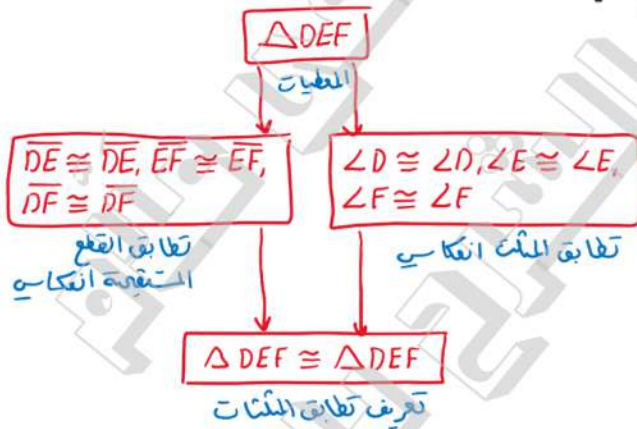 △DEF
المعطيات
DE ≅ DE, EF ≅ EF,
DF ≅ DF
∠D ≅ ∠D, ∠E ≅ ∠E,
∠F ≅ ∠F
تطابق القطع
المستقيمة انعكاسي
تطابق المثلث انعكاسي
△DEF ≅ △DEF
تعريف تطابق المثلثات